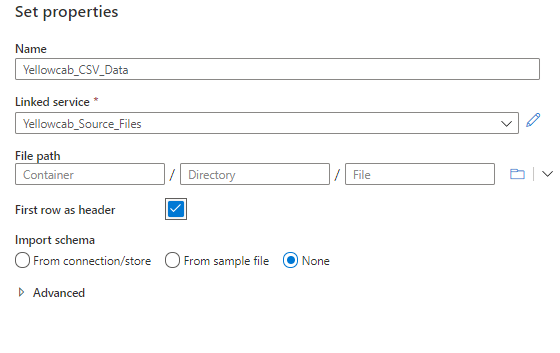 Set properties
Name
Yellowcab_CSV_Data
Linked service *
Yellowcab_Source_Files
File path
Container / Directory / File
First row as header
Import schema
From connection/store From sample file None
Advanced